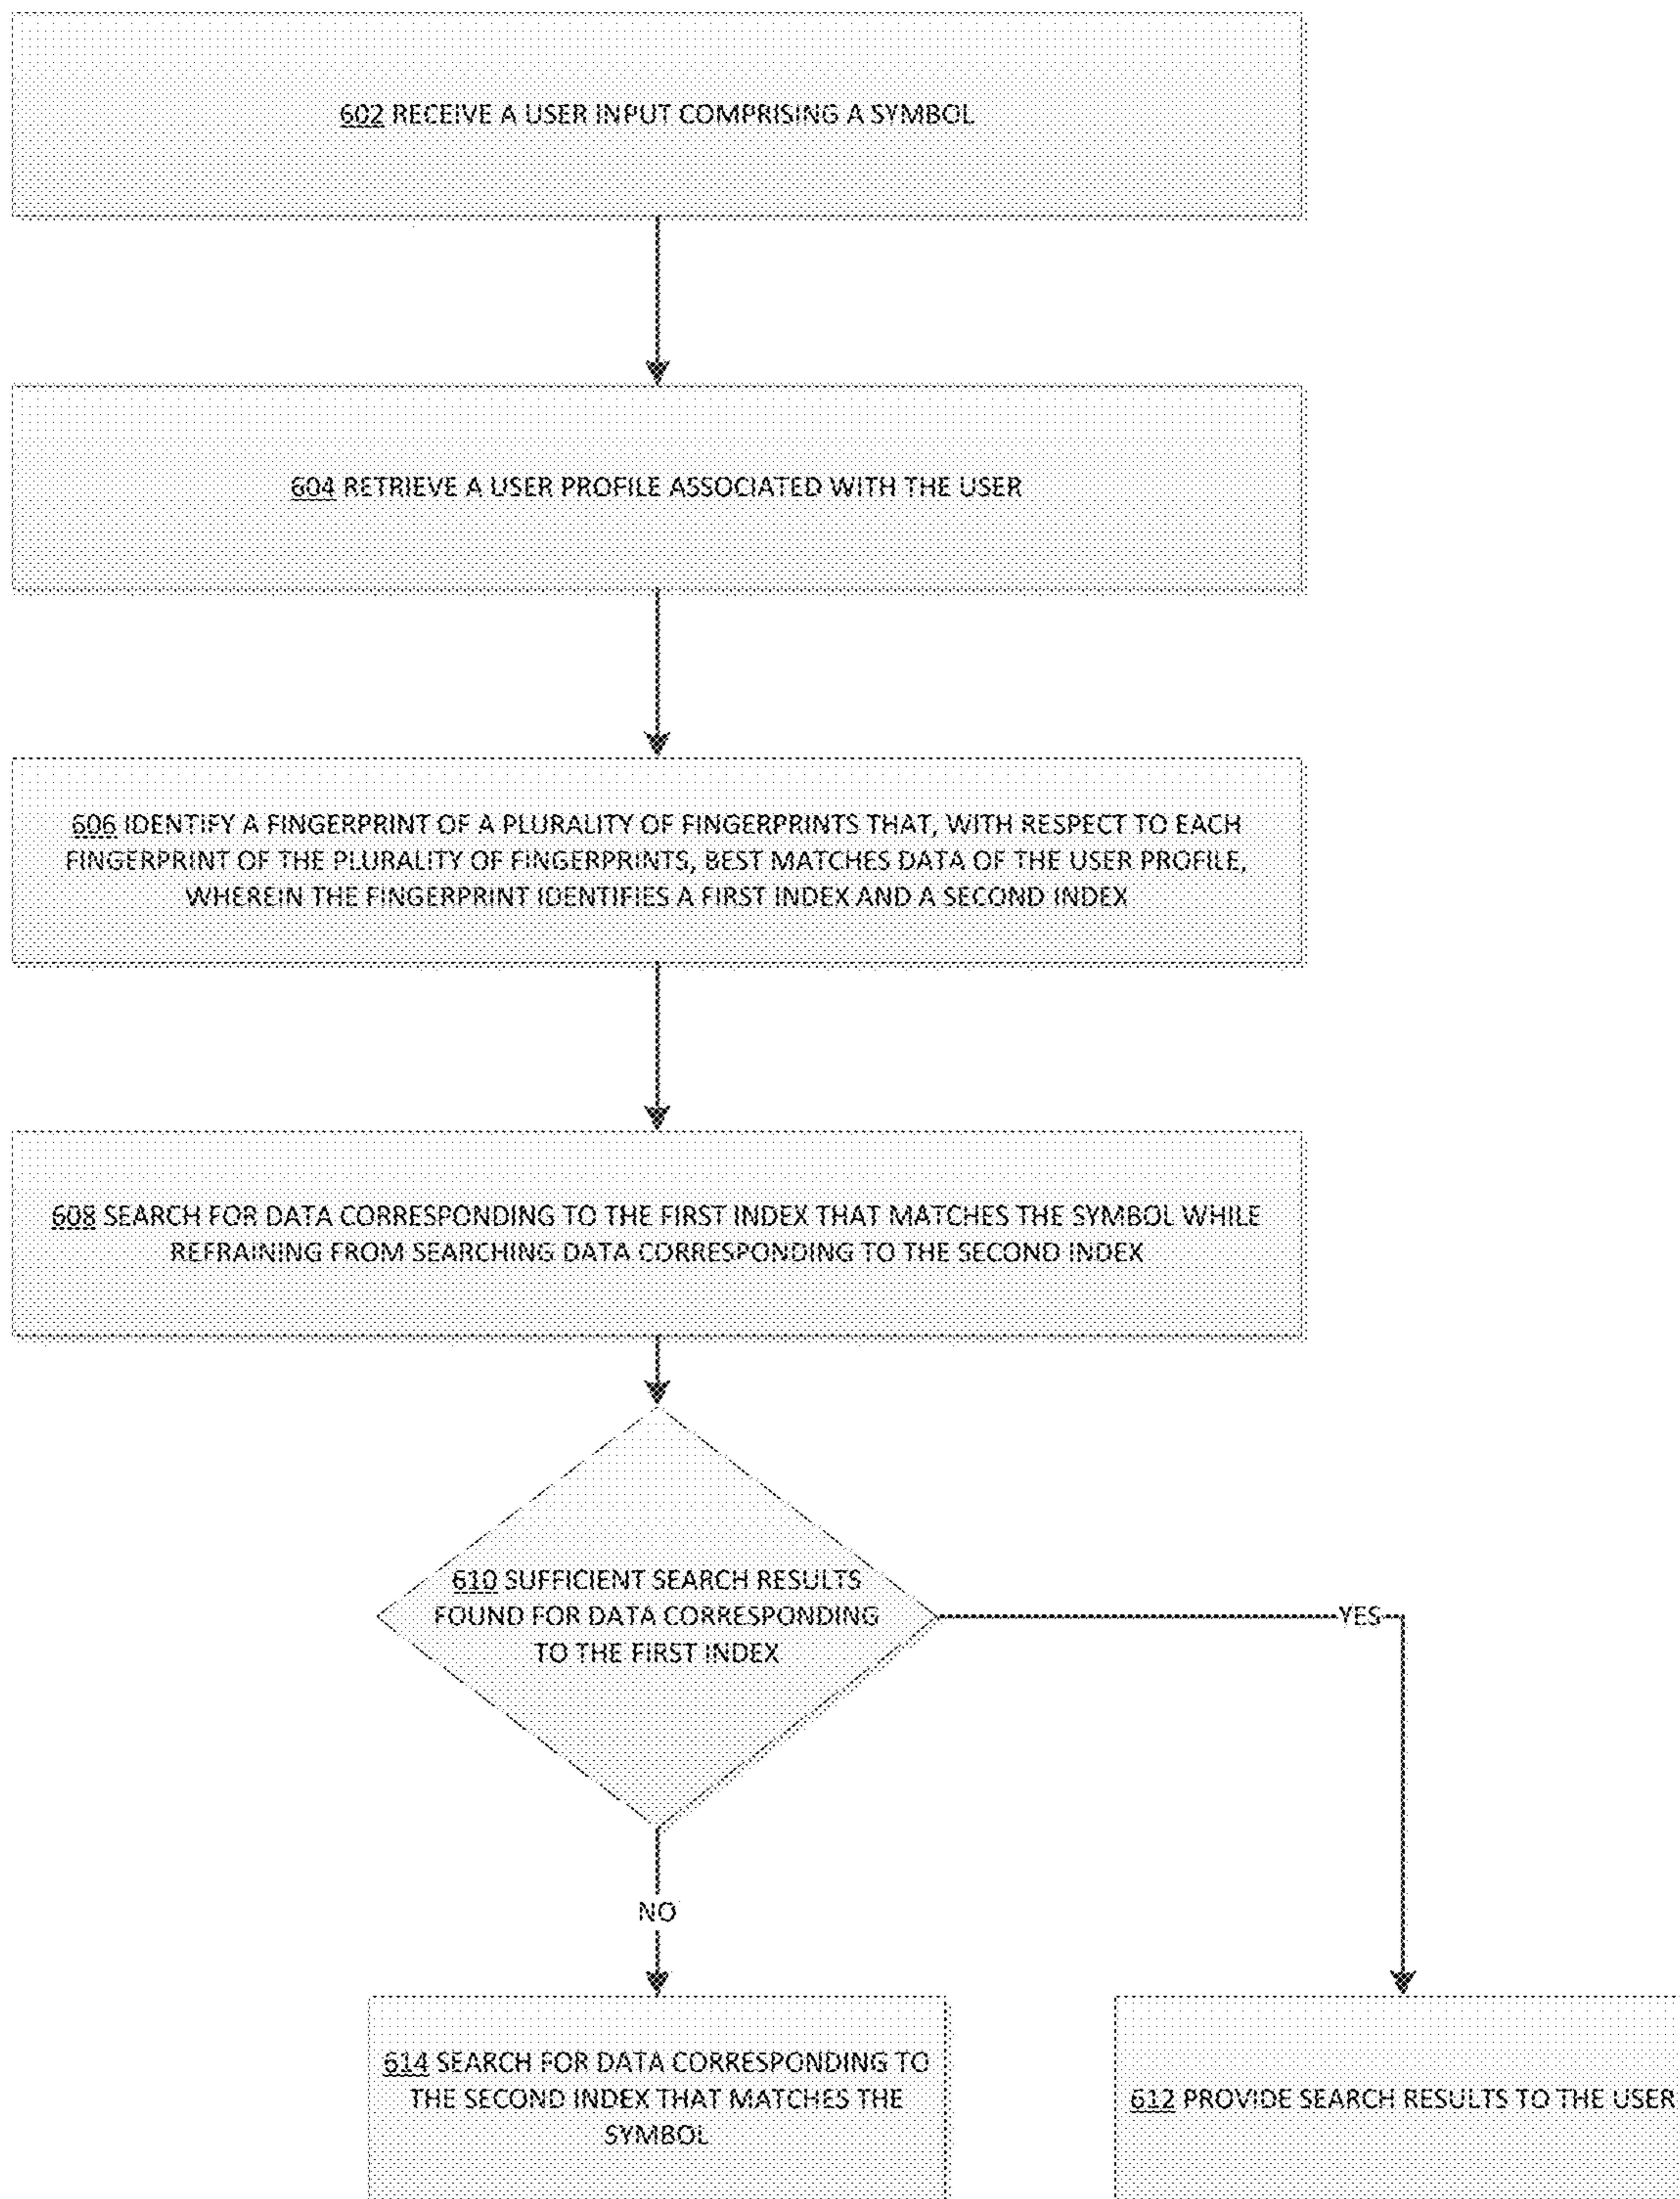 602 RECEIVE A USER INPUT COMPRISING A SYMBOL
604 RETRIEVE A USER PROFILE ASSOCIATED WITH THE USER
606 IDENTIFY A FINGERPRINT OF A PLURALITY OF FINGERPRINTS THAT, WITH RESPECT TO EACH
FINGERPRINT OF THE PLURALITY OF FINGERPRINTS, BEST MATCHES DATA OF THE USER PROFILE,
WHEREIN THE FINGERPRINT IDENTIFIES A FIRST INDEX AND A SECOND INDEX
608 SEARCH FOR DATA CORRESPONDING TO THE FIRST INDEX THAT MATCHES THE SYMBOL WHILE
REFRAINING FROM SEARCHING DATA CORRESPONDING TO THE SECOND INDEX
610 SUFFICIENT SEARCH RESULTS
FOUND FOR DATA CORRESPONDING
TO THE FIRST INDEX
YES
NO
614 SEARCH FOR DATA CORRESPONDING TO
THE SECOND INDEX THAT MATCHES THE
SYMBOL
612 PROVIDE SEARCH RESULTS TO THE USER